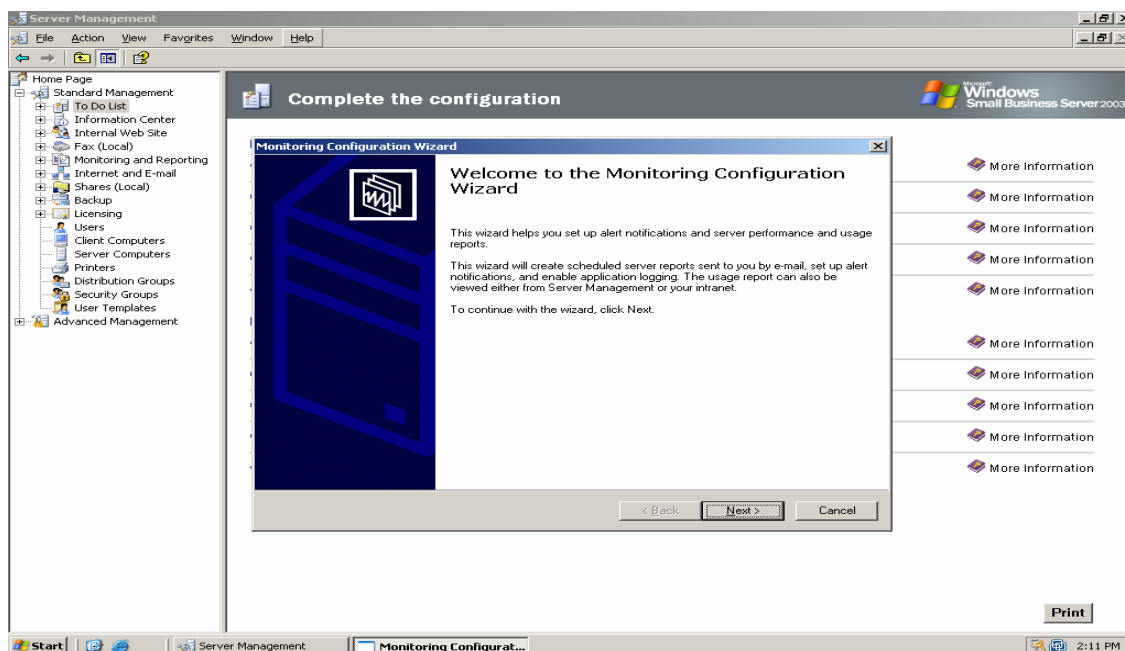 Server Management
File Action View Favorites Window Help
Home Page
Standard Management
To Do List
Information Center
Internal Web Site
Fax (Local)
Monitoring and Reporting
Internet and E-mail
Shares (Local)
Backup
Licensing
Users
Client Computers
Server Computers
Printers
Distribution Groups
Security Groups
User Templates
Advanced Management
Complete the configuration
Microsoft
Windows
Small Business Server 2003
More Information
More Information
More Information
More Information
More Information
More Information
More Information
More Information
More Information
More Information
Monitoring Configuration Wizard
Welcome to the Monitoring Configuration
Wizard
This wizard helps you set up alert notifications and server performance and usage
reports.
This wizard will create scheduled server reports sent to you by e-mail, set up alert
notifications, and enable application logging. The usage report can also be
viewed either from Server Management or your intranet.
To continue with the wizard, click Next.
< Back Next > Cancel
Print
Start Server Management Monitoring Configurat... 2:11 PM